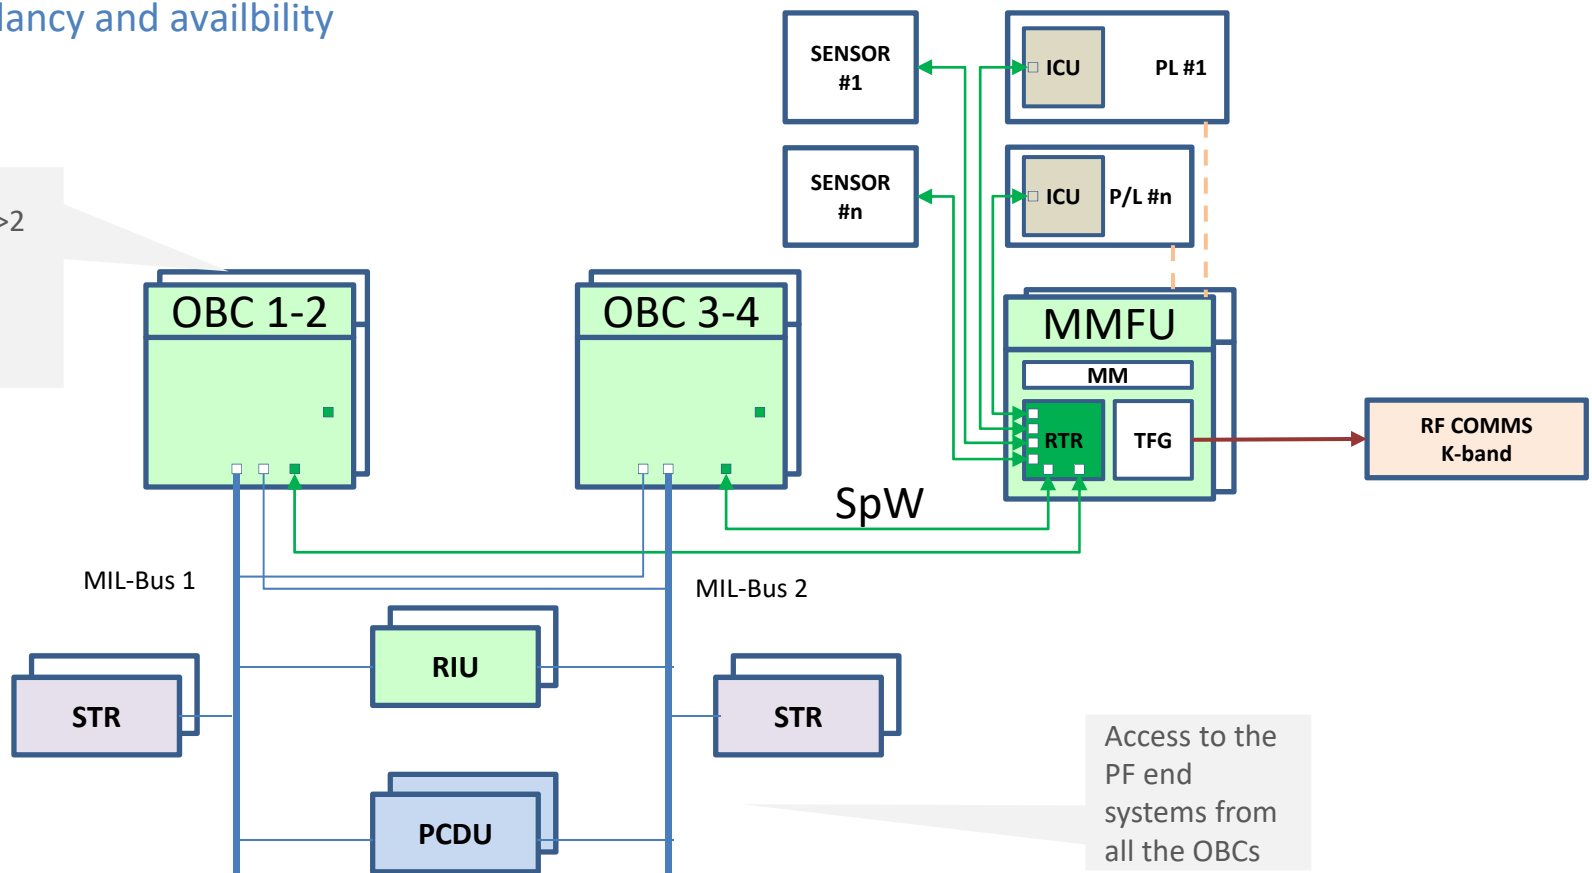 lancy and availbility
>2
SENSOR
#1
ICU
PL #1
SENSOR
#n
ICU
P/L #n
OBC 1-2
OBC 3-4
MMFU
MM
RTR
TFG
RF COMMS
K-band
SpW
MIL-Bus 1
MIL-Bus 2
RIU
STR
STR
PCDU
Access to the
PF end
systems from
all the OBCs